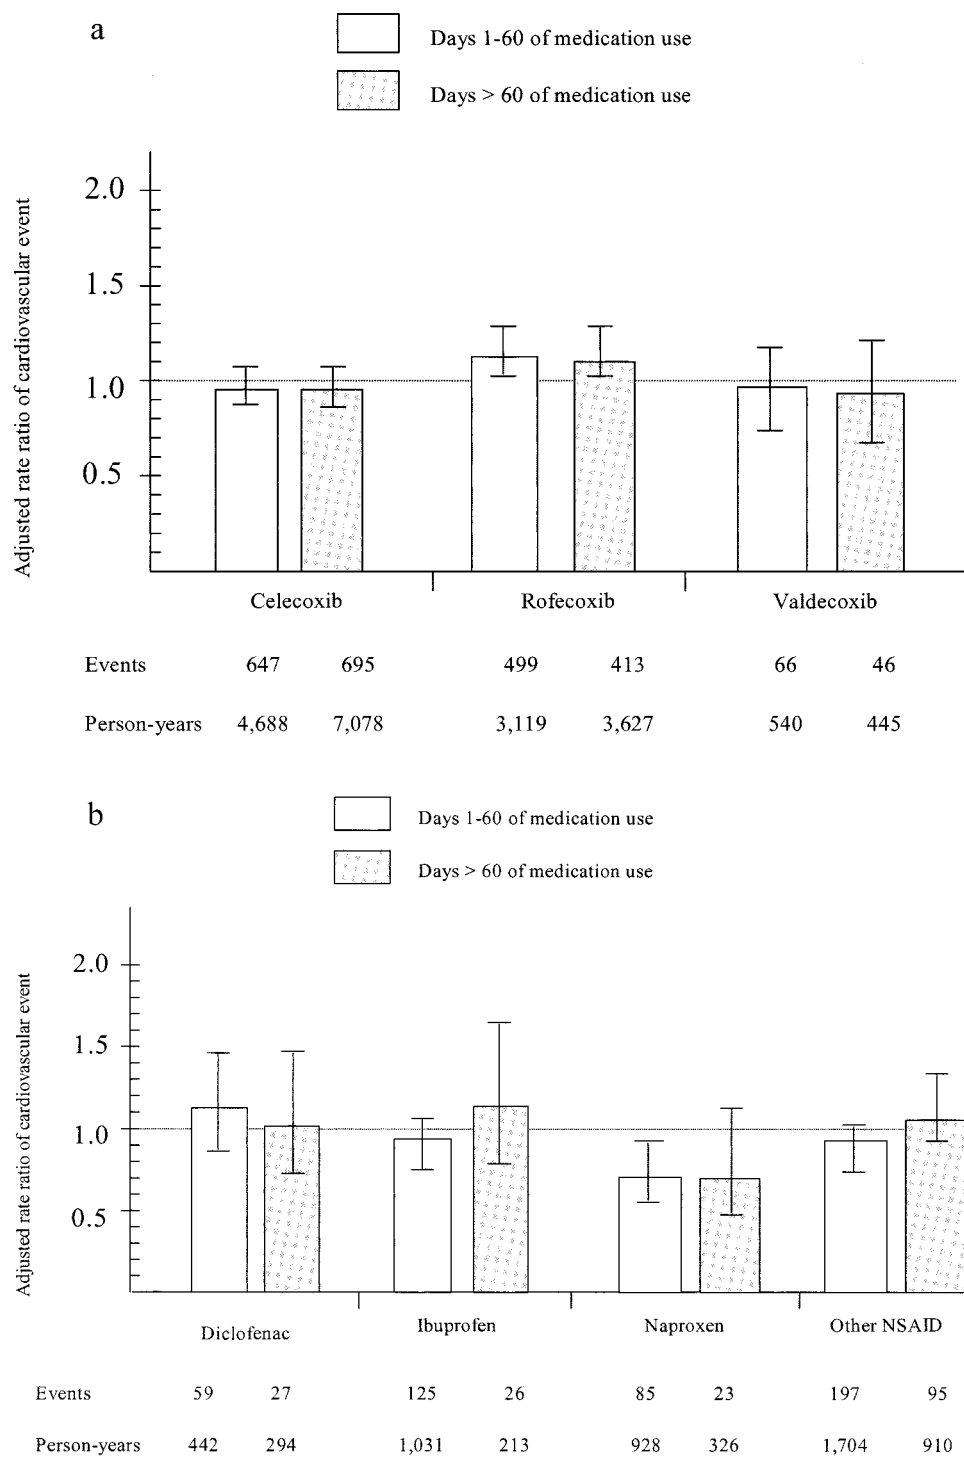 a
Days 1-60 of medication use
Days > 60 of medication use
Adjusted rate ratio of cardiovascular event
2.0
1.5
1.0
0.5
Celecoxib Rofecoxib Valdecoxib
Events 647 695 499 413 66 46
Person-years 4,688 7,078 3,119 3,627 540 445
b
Days 1-60 of medication use
Days > 60 of medication use
Adjusted rate ratio of cardiovascular event
2.0
1.5
1.0
0.5
Diclofenac Ibuprofen Naproxen Other NSAID
Events 59 27 125 26 85 23 197 95
Person-years 442 294 1,031 213 928 326 1,704 910